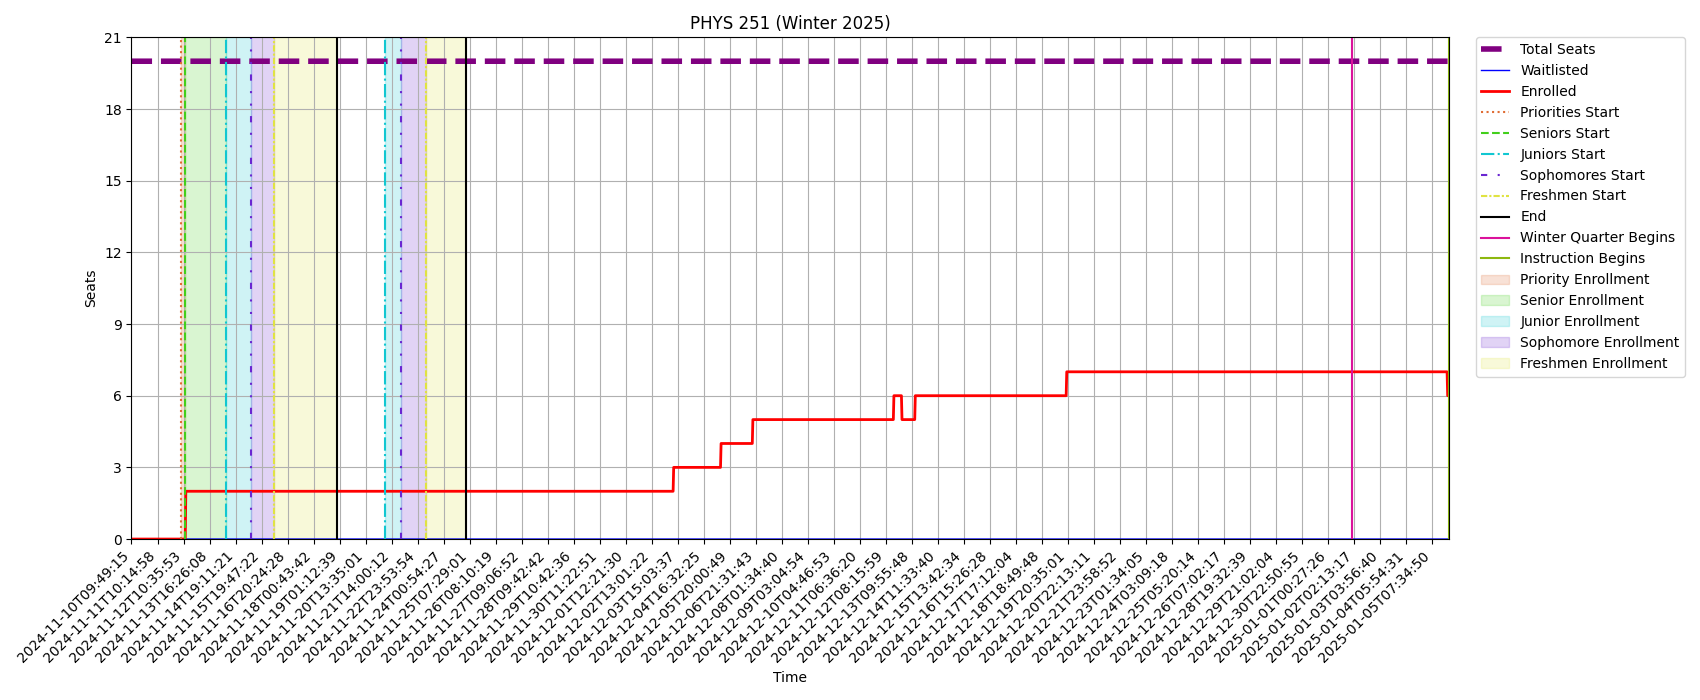 PHYS 251 (Winter 2025)
21
18
15
12
9
6
3
0
Seats
2024-11-10T09:49:15
2024-11-11T10:14:58
2024-11-12T10:35:53
2024-11-13T16:26:08
2024-11-14T19:11:21
2024-11-15T19:47:22
2024-11-16T20:24:28
2024-11-18T00:43:42
2024-11-19T01:12:39
2024-11-20T13:35:01
2024-11-21T14:00:12
2024-11-22T23:53:54
2024-11-24T00:54:27
2024-11-25T07:29:01
2024-11-26T08:10:19
2024-11-27T09:06:52
2024-11-28T09:42:42
2024-11-29T10:42:36
2024-11-30T11:22:51
2024-12-01T12:21:30
2024-12-02T13:01:22
2024-12-03T15:03:37
2024-12-04T16:32:25
2024-12-05T20:00:49
2024-12-06T21:31:43
2024-12-08T01:34:40
2024-12-09T03:04:54
2024-12-10T04:46:53
2024-12-11T06:36:20
2024-12-12T08:15:59
2024-12-13T09:55:48
2024-12-14T11:33:40
2024-12-15T13:42:34
2024-12-16T15:26:28
2024-12-17T17:12:04
2024-12-18T18:49:48
2024-12-19T20:35:01
2024-12-20T22:13:11
2024-12-21T23:58:52
2024-12-23T01:34:05
2024-12-24T03:09:18
2024-12-25T05:20:14
2024-12-26T07:02:17
2024-12-28T19:32:39
2024-12-29T21:02:04
2024-12-30T22:50:55
2025-01-01T00:27:26
2025-01-02T02:13:17
2025-01-03T03:56:40
2025-01-04T05:54:31
2025-01-05T07:34:50
Time
Total Seats
Waitlisted
Enrolled
Priorities Start
Seniors Start
Juniors Start
Sophomores Start
Freshmen Start
End
Winter Quarter Begins
Instruction Begins
Priority Enrollment
Senior Enrollment
Junior Enrollment
Sophomore Enrollment
Freshmen Enrollment